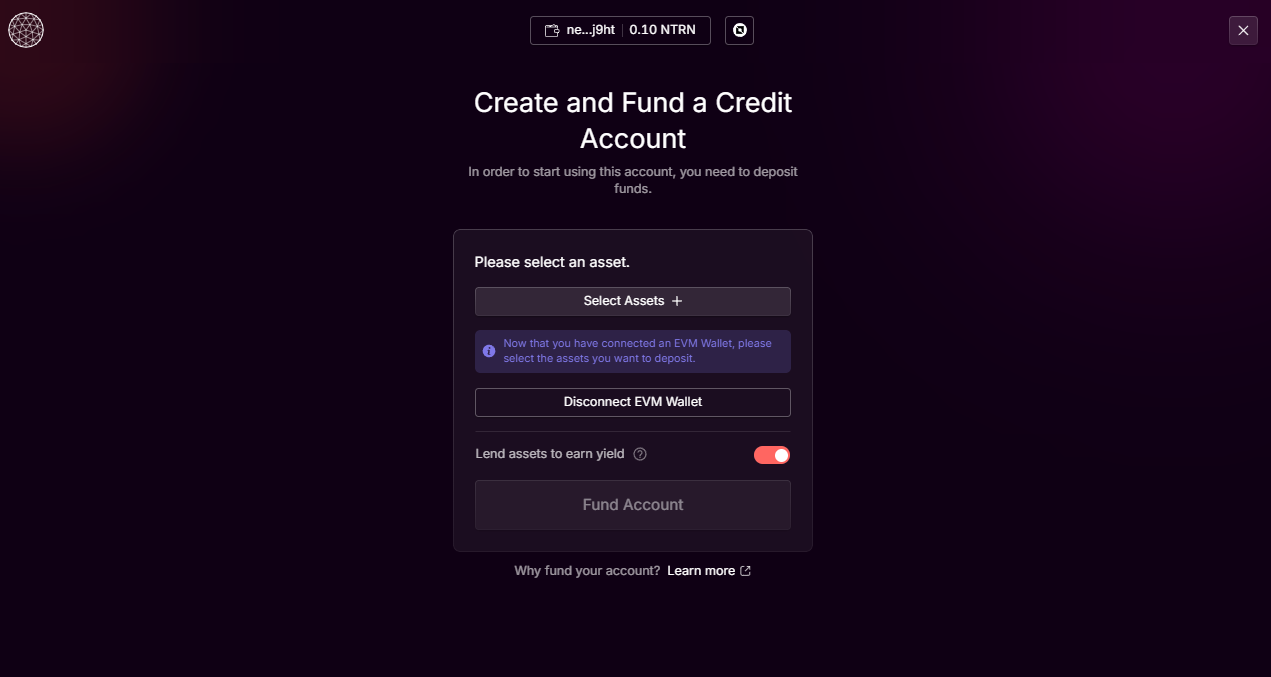 ne...j9ht 0.10 NTRN
Create and Fund a Credit
Account
In order to start using this account, you need to deposit
funds.
Please select an asset.
Select Assets +
Now that you have connected an EVM Wallet, please
select the assets you want to deposit.
Disconnect EVM Wallet
Lend assets to earn yield
Fund Account
Why fund your account? Learn more